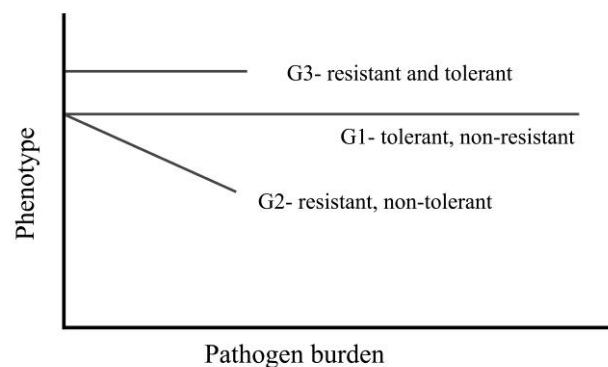 G3- resistant and tolerant
G1- tolerant, non-resistant
G2- resistant, non-tolerant
Phenotype
Pathogen burden